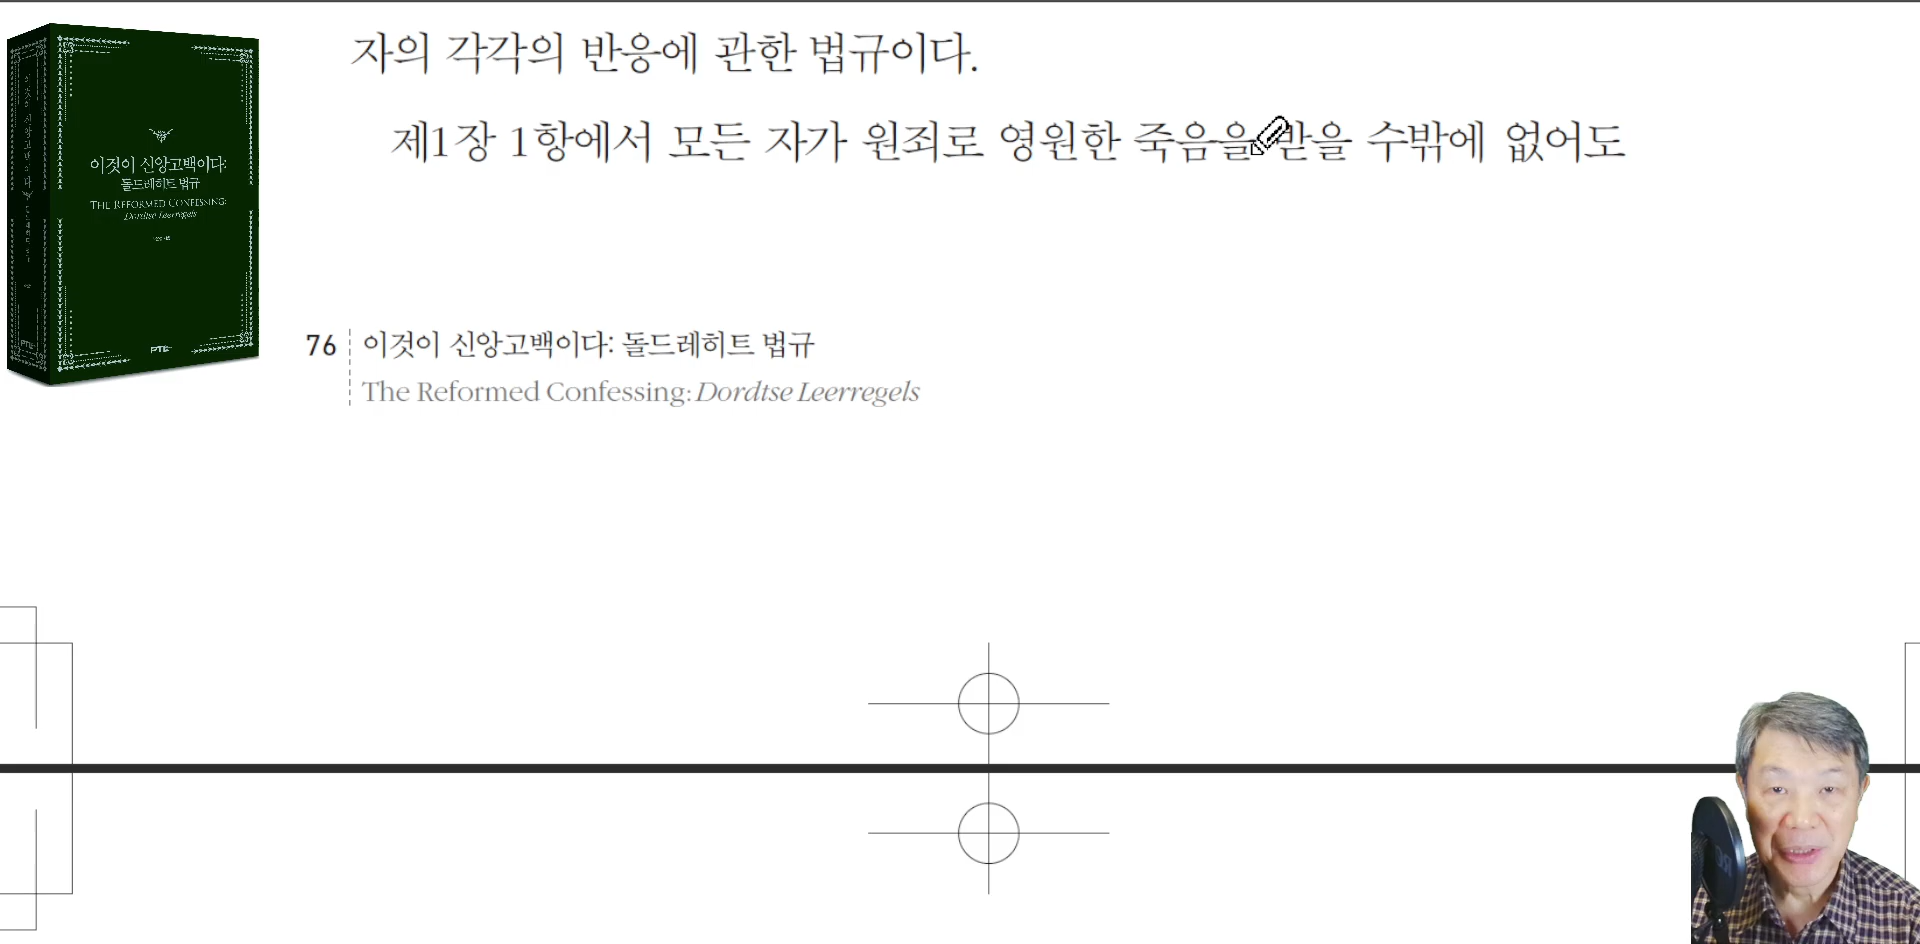 자의 각각의 반응에 관한 법규이다.
제1장 1항에서 모든 자가 원죄로 영원한 죽음을 받을 수밖에 없어도
76
이것이 신앙고백이다: 돌드레히트 법규
The Reformed Confessing: Dordtse Leerregels
이것이 신앙고백이다:
돌드레히트 법규
THE REFORMED CONFESSING:
Dordtse Leerregels
PTL